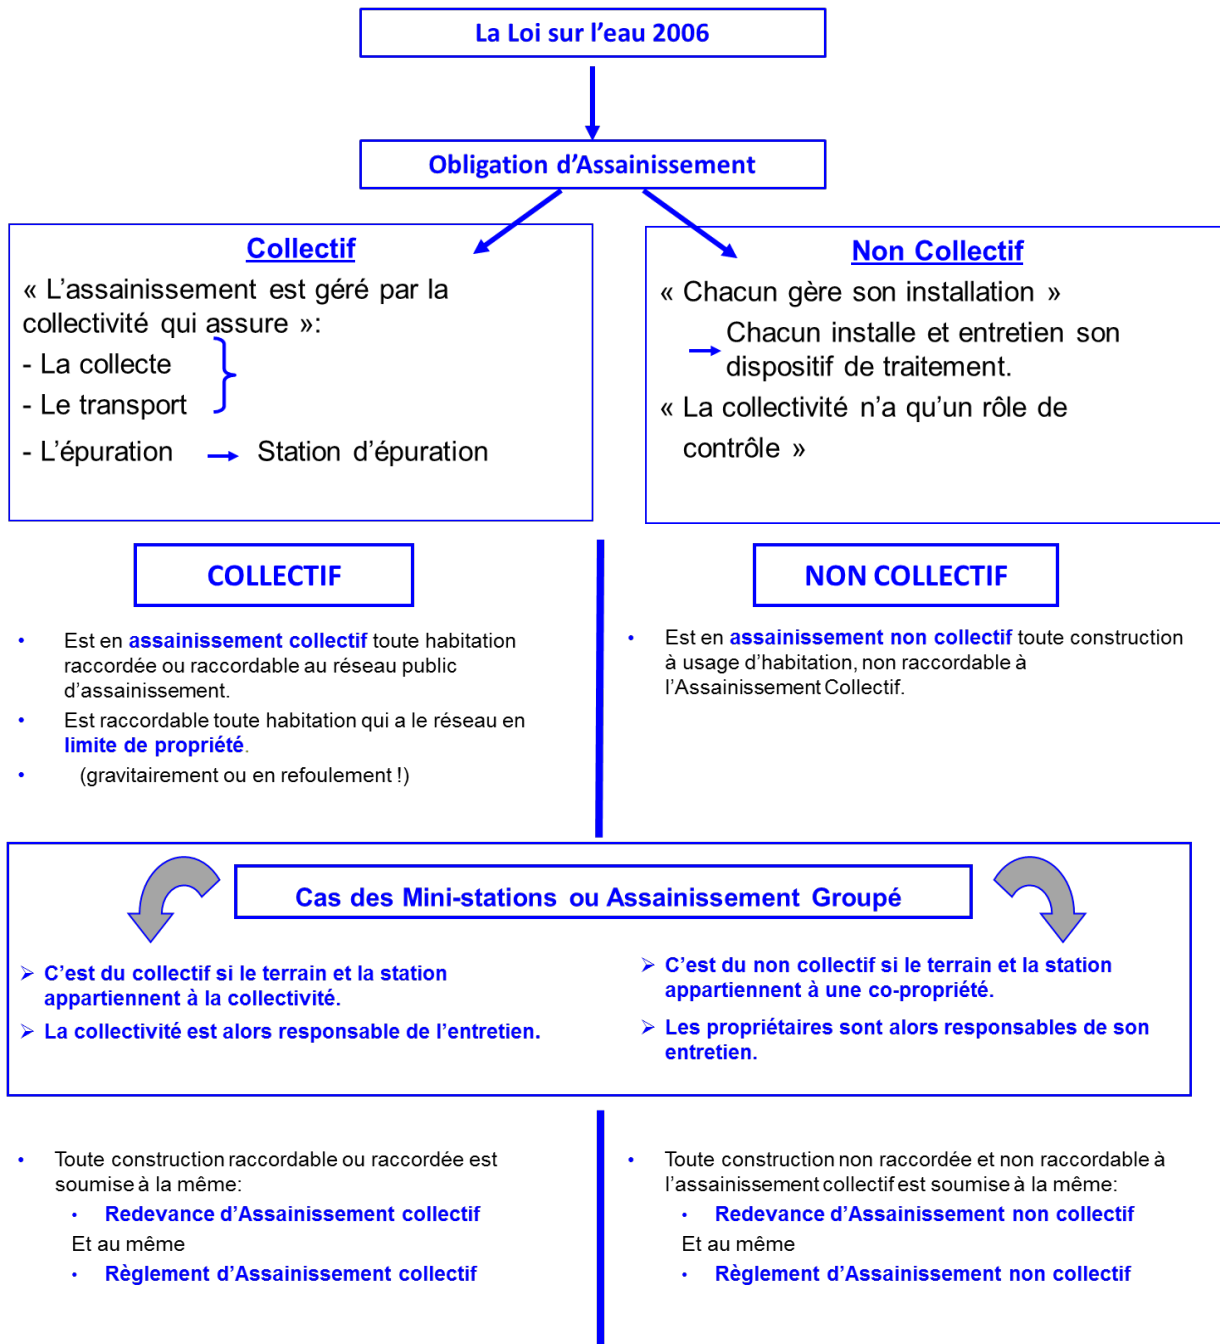 La Loi sur l'eau 2006
Obligation d'Assainissement
Collectif
« L'assainissement est géré par la
collectivité qui assure »:
- La collecte
- Le transport
- L'épuration → Station d'épuration
Non Collectif
« Chacun gère son installation »
→ Chacun installe et entretien son
dispositif de traitement.
« La collectivité n'a qu'un rôle de
contrôle »
COLLECTIF
• Est en assainissement collectif toute habitation
raccordée ou raccordable au réseau public
d'assainissement.
• Est raccordable toute habitation qui a le réseau en
limite de propriété.
• (gravitairement ou en refoulement !)
NON COLLECTIF
• Est en assainissement non collectif toute construction
à usage d'habitation, non raccordable à
l'Assainissement Collectif.
Cas des Mini-stations ou Assainissement Groupé
➢ C'est du collectif si le terrain et la station
appartiennent à la collectivité.
➢ La collectivité est alors responsable de l'entretien.
➢ C'est du non collectif si le terrain et la station
appartiennent à une co-propriété.
➢ Les propriétaires sont alors responsables de son
entretien.
• Toute construction raccordable ou raccordée est
soumise à la même:
• Redevance d'Assainissement collectif
Et au même
• Règlement d'Assainissement collectif
• Toute construction non raccordée et non raccordable à
l'assainissement collectif est soumise à la même:
• Redevance d'Assainissement non collectif
Et au même
• Règlement d'Assainissement non collectif